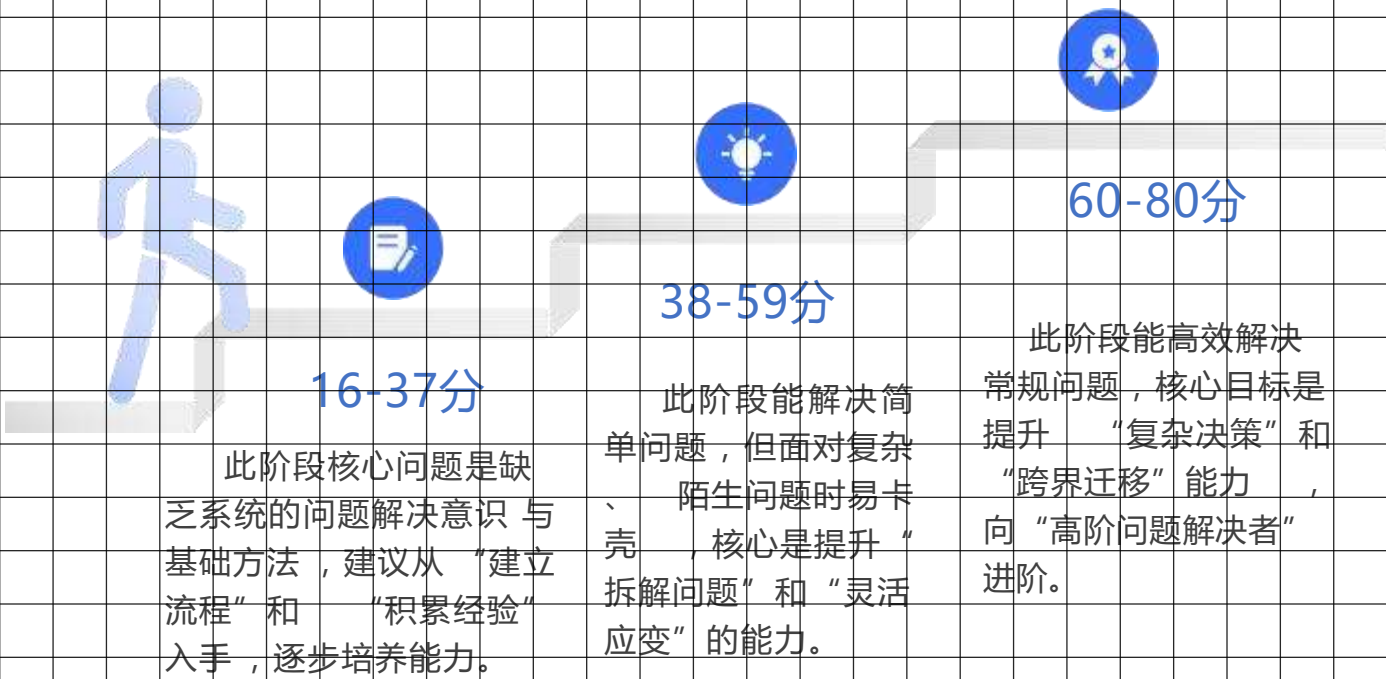 16-37分
此阶段核心问题是缺
乏系统的问题解决意识 与
基础方法 ，建议从 “建立
流程”和 “积累经验”
入手 ，逐步培养能力。
38-59分
此阶段能解决简
单问题 ，但面对复杂
、 陌生问题时易卡
壳 ，核心是提升“
拆解问题”和“灵活
应变”的能力。
60-80分
此阶段能高效解决
常规问题 ，核心目标是
提升 “复杂决策”和
“跨界迁移”能力 ，
向“高阶问题解决者”
进阶。